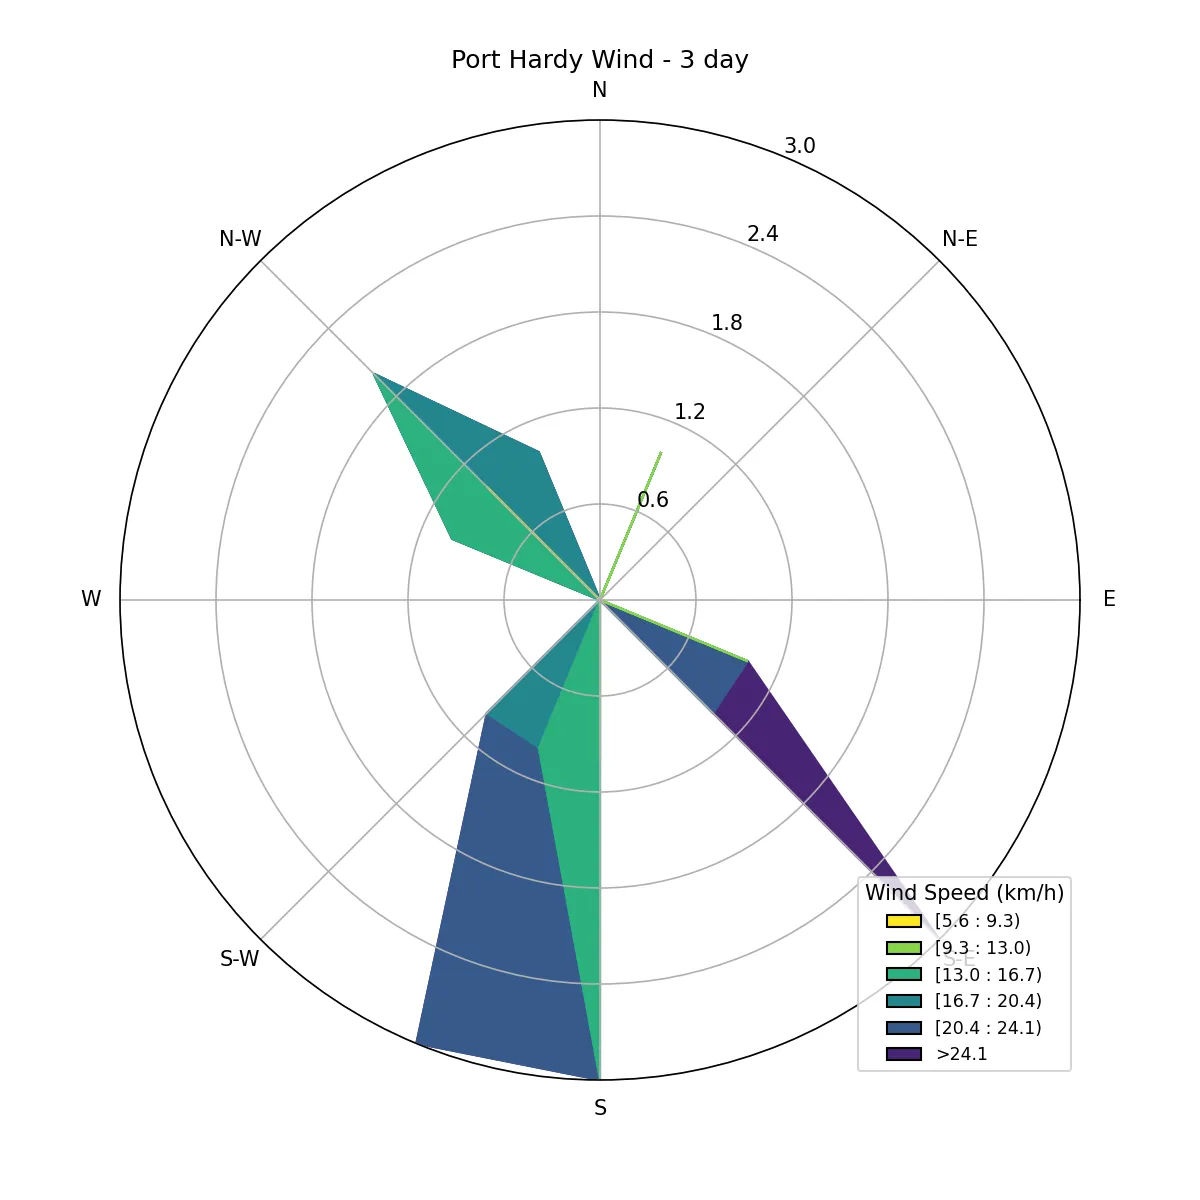 Port Hardy Wind - 3 day
N
3.0
N-W
2.4
N-E
1.8
1.2
0.6
W
E
Wind Speed (km/h)
[5.6 : 9.3)
[9.3 : 13.0)
S-W
S-E
[13.0 : 16.7)
[16.7 : 20.4)
[20.4 : 24.1)
>24.1
S